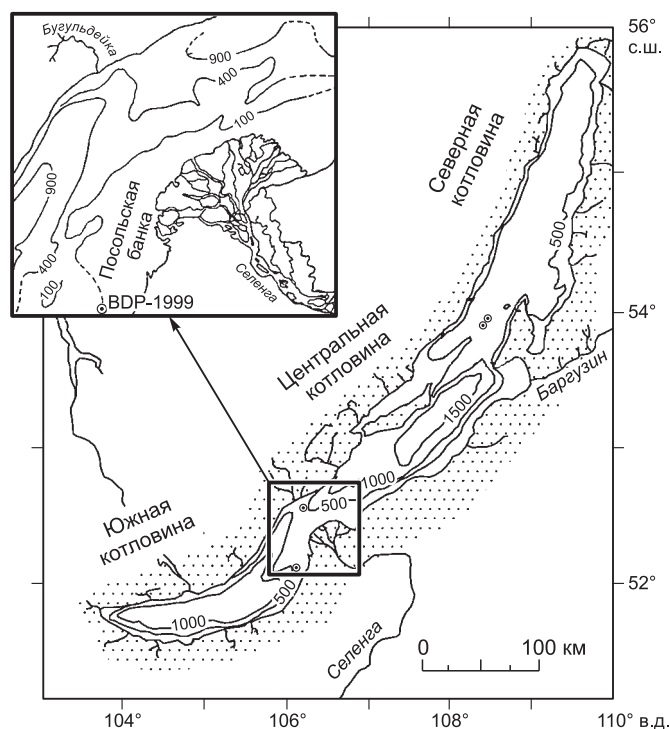 Бугульдейка
900
400
100
Посольская
банка
900
400
100
Селенга
BDP-1999
56°
с.ш.
Северная
котловина
500
54°
Центральная
котловина
Баргузин
1500
1000
500
Южная
котловина
52°
500
1000
Селенга
0
100 км
104°
106°
108°
110° в.д.